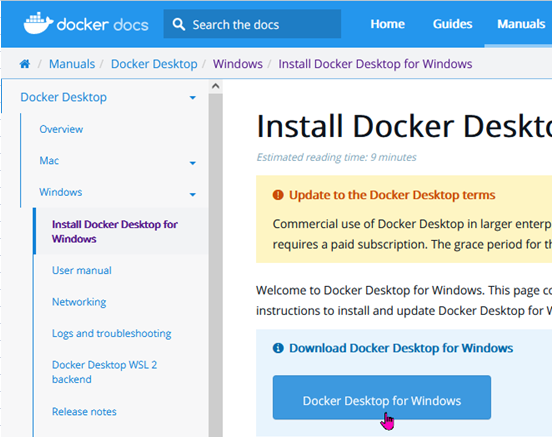 docker docs
Search the docs
Home
Guides
Manuals
/ Manuals / Docker Desktop / Windows / Install Docker Desktop for Windows
Docker Desktop
Overview
Mac
Windows
Install Docker Desktop for
Windows
User manual
Networking
Logs and troubleshooting
Docker Desktop WSL 2
backend
Release notes
Install Docker
Estimated reading time: 9 minutes
Update to the Docker Desktop terms
Commercial use of Docker Desktop in larger
requires a paid subscription. The grace period for
Welcome to Docker Desktop for Windows. This page
instructions to install and update Docker Desktop for
Download Docker Desktop for Windows
Docker Desktop for Windows